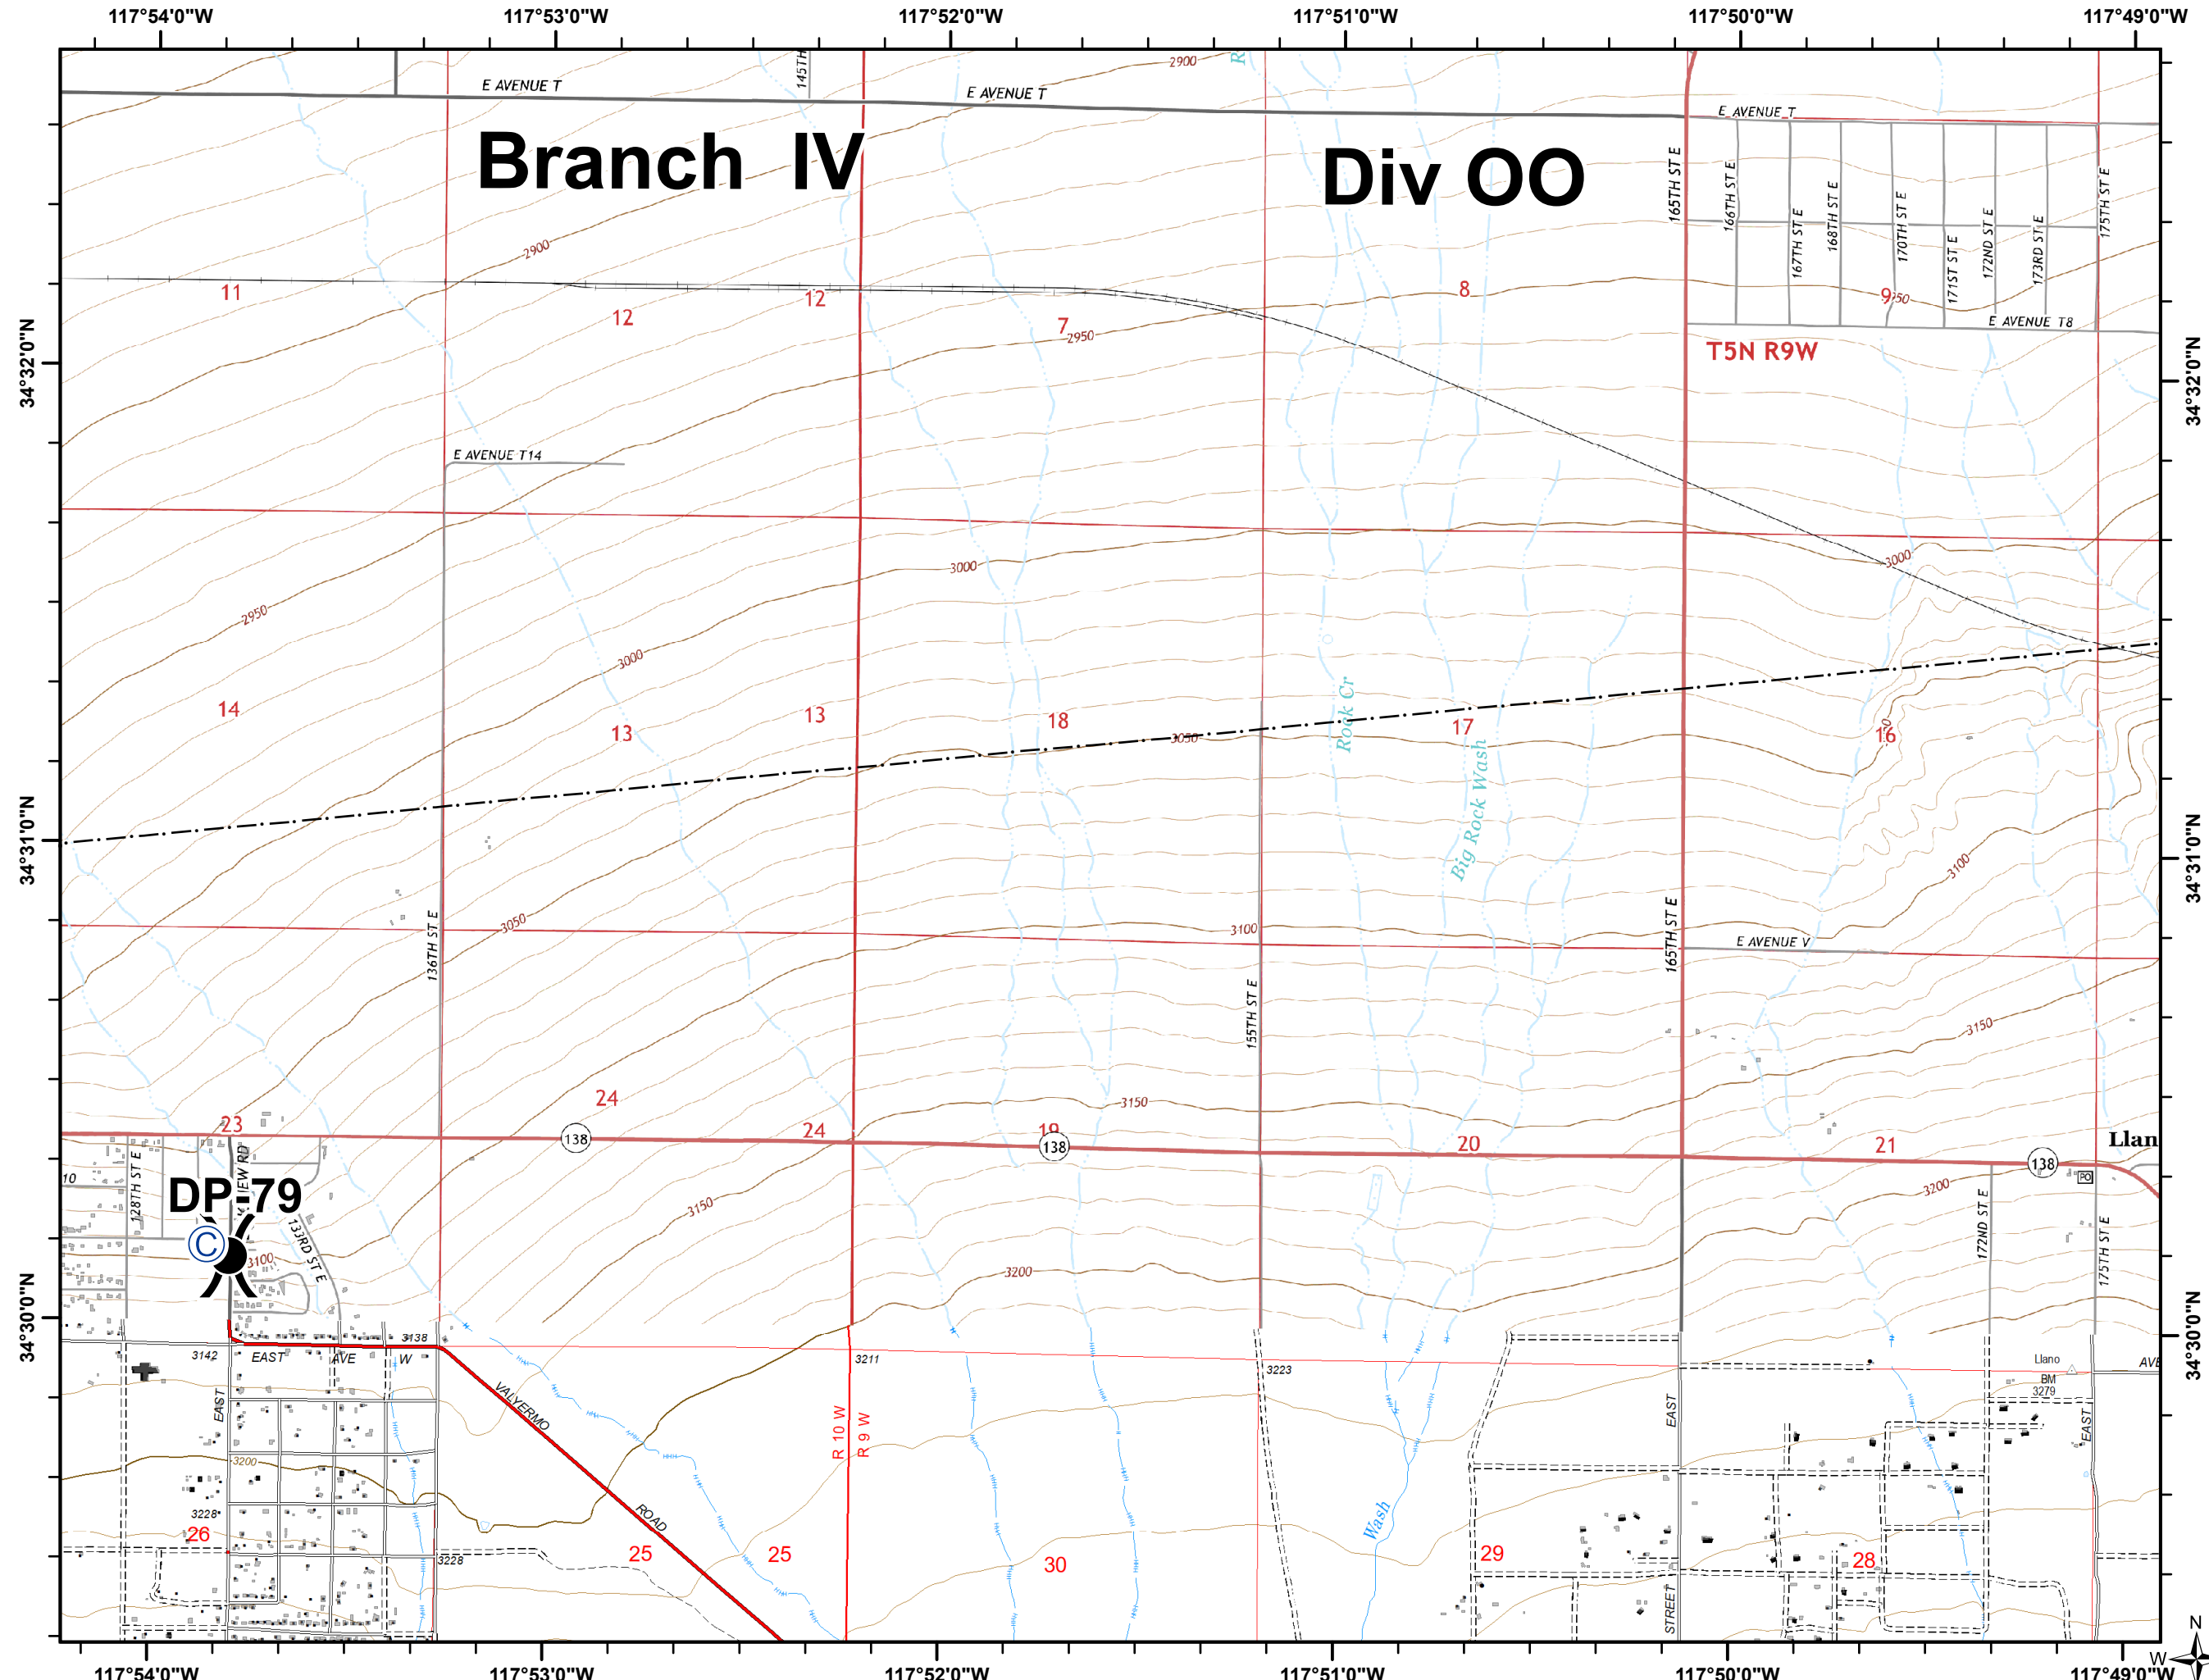 117°54'0"W 117°53'0"W 117°52'0"W 117°51'0"W 117°50'0"W 117°49'0"W
145TH
R
2900
E AVENUE T
E AVENUE T
E AVENUE T
Branch IV
Div OO
165TH ST E
166TH ST E
167TH ST E
168TH ST E
170TH ST E
171ST ST E
172ND ST E
173RD ST E
175TH ST E
2900
11
12
12
7
8
9
950
2950
E AVENUE T8
T5N R9W
34°32'0"N
34°32'0"N
E AVENUE T14
3000
3000
2950
3000
14
13
13
18
17
16
3050
3050
Rock Cr
Big Rock Wash
34°31'0"N
34°31'0"N
3100
136TH ST E
3050
3100
165TH ST E
E AVENUE V
155TH ST E
3150
24
3150
23
138
24
19
138
20
21
138
Llan
PO
10
128TH ST E
VIEW RD
DP-79
C
133RD ST E
3100
3150
3200
3200
172ND ST E
175TH ST E
34°30'0"N
34°30'0"N
3138
3142
EAST AVE W
3211
3223
Llano
BM
3279
AVE
EAST
VALYERMO
ROAD
R 10 W
R 9 W
EAST
EAST
3200
3228
26
3228
25
25
30
Wash
29
28
STREET
N
W
117°54'0"W 117°53'0"W 117°52'0"W 117°51'0"W 117°50'0"W 117°49'0"W